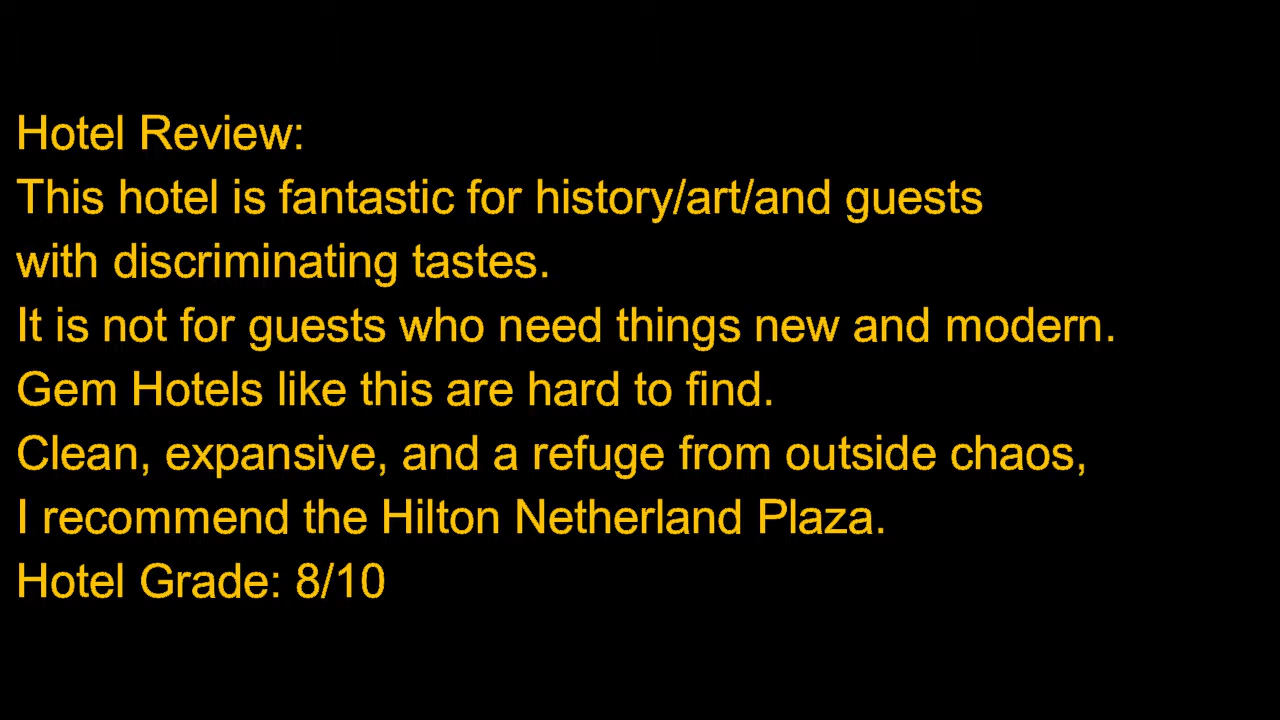 Hotel Review:
This hotel is fantastic for history/art/and guests
with discriminating tastes.
It is not for guests who need things new and modern.
Gem Hotels like this are hard to find.
Clean, expansive, and a refuge from outside chaos,
I recommend the Hilton Netherland Plaza.
Hotel Grade: 8/10